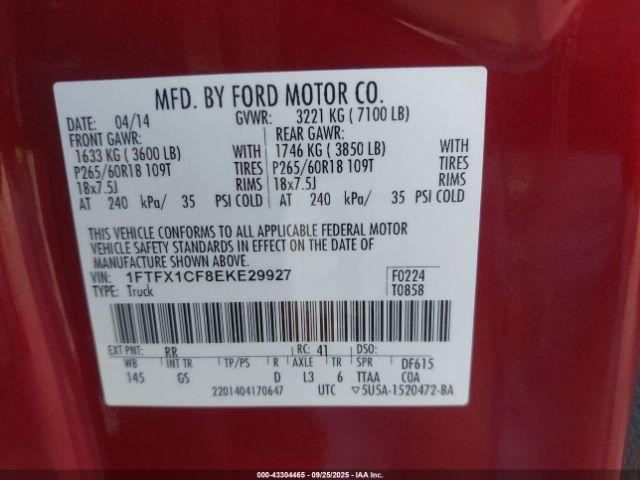 MFD. BY FORD MOTOR CO.
DATE: 04/14 GVWR: 3221 KG ( 7100 LB)
FRONT GAWR: REAR GAWR:
1633 KG ( 3600 LB) WITH 1746 KG ( 3850 LB) WITH
P265/60R18 109T TIRES P265/60R18 109T TIRES
18x7.5J RIMS 18x7.5J RIMS
AT 240 kPa/ 35 PSI COLD AT 240 kPa/ 35 PSI COLD
THIS VEHICLE CONFORMS TO ALL APPLICABLE FEDERAL MOTOR
VEHICLE SAFETY STANDARDS IN EFFECT ON THE DATE OF
MANUFACTURE SHOWN ABOVE.
VIN: 1FTFX1CF8EKE29927 F0224
TYPE: Truck T0858
EXT PNT: RR RC: 41 DSO:
WB INT TR TP/PS R AXLE TR SPR DF615
145 GS D L3 6 TTAA COA
2201404170647 UTC ▽5U5A-1520472-BA
000-43304465 - 09/25/2025 - IAA Inc.